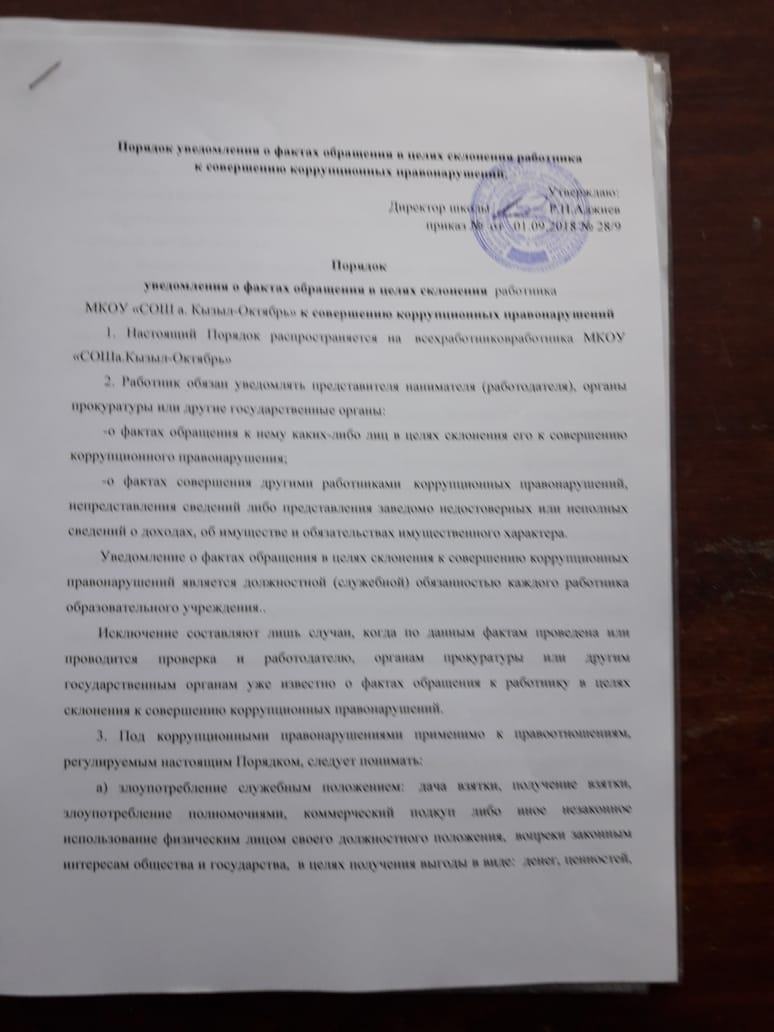 Порядок уведомления о фактах обращения в целях склонения работника
к совершению коррупционных правонарушений.
Утверждаю:
Директор школы Р.Н.Аджиев
приказ № от 01.09.2018 № 28/9
Порядок
уведомления о фактах обращения в целях склонения работника
МКОУ «СОШ а. Кызыл-Октябрь» к совершению коррупционных правонарушений
1. Настоящий Порядок распространяется на всехработниковработника МКОУ
«СОШа.Кызыл-Октябрь»
2. Работник обязан уведомлять представителя нанимателя (работодателя), органы
прокуратуры или другие государственные органы:
-о фактах обращения к нему каких-либо лиц в целях склонения его к совершению
коррупционного правонарушения;
-о фактах совершения другими работниками коррупционных правонарушений,
непредставления сведений либо представления заведомо недостоверных или неполных
сведений о доходах, об имуществе и обязательствах имущественного характера.
Уведомление о фактах обращения в целях склонения к совершению коррупционных
правонарушений является должностной (служебной) обязанностью каждого работника
образовательного учреждения..
Исключение составляют лишь случаи, когда по данным фактам проведена или
проводится проверка и работодателю, органам прокуратуры или другим
государственным органам уже известно о фактах обращения к работнику в целях
склонения к совершению коррупционных правонарушений.
3. Под коррупционными правонарушениями применимо к правоотношениям,
регулируемым настоящим Порядком, следует понимать:
а) злоупотребление служебным положением: дача взятки, получение взятки,
злоупотребление полномочиями, коммерческий подкуп либо иное незаконное
использование физическим лицом своего должностного положения, вопреки законным
интересам общества и государства, в целях получения выгоды в виде: денег, ценностей,